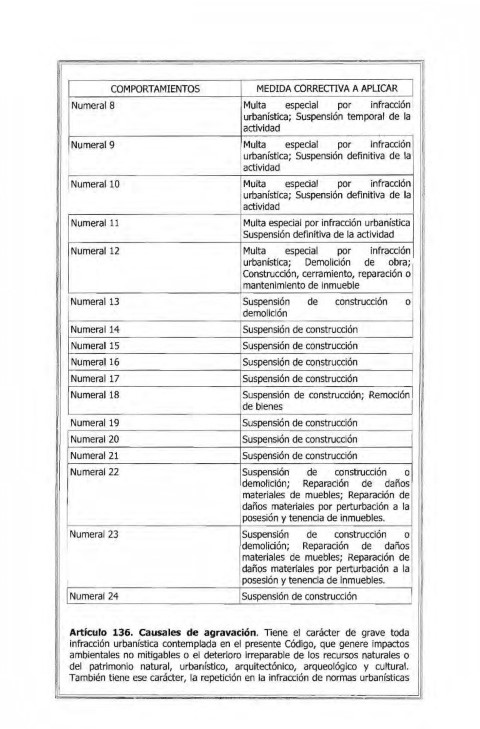 COMPORTAMIENTOS MEDIDA CORRECTIVA A APLICAR
Numeral 8 Multa especial por infracción
urbanística; Suspensión temporal de la
actividad
Numeral 9 Multa especial por infracción
urbanística; Suspensión definitiva de la
actividad
Numeral 10 Multa especial por infracción
urbanística; Suspensión definitiva de la
actividad
Numeral 11 Multa especial por infracción urbanística
Suspensión definitiva de la actividad
Numeral 12 Multa especial por infracción
urbanística; Demolición de obra;
Construcción, cerramiento, reparación o
mantenimiento de inmueble
Numeral 13 Suspensión de construcción o
demolición
Numeral 14 Suspensión de construcción
Numeral 15 Suspensión de construcción
Numeral 16 Suspensión de construcción
Numeral 17 Suspensión de construcción
Numeral 18 Suspensión de construcción; Remoción
de bienes
Numeral 19 Suspensión de construcción
Numeral 20 Suspensión de construcción
Numeral 21 Suspensión de construcción
Numeral 22 Suspensión de construcción o
demolición; Reparación de daños
materiales de muebles; Reparación de
daños materiales por perturbación a la
posesión y tenencia de inmuebles.
Numeral 23 Suspensión de construcción o
demolición; Reparación de daños
materiales de muebles; Reparación de
daños materiales por perturbación a la
posesión y tenencia de inmuebles.
Numeral 24 Suspensión de construcción
Artículo 136. Causales de agravación. Tiene el carácter de grave toda
infracción urbanística contemplada en el presente Código, que genere impactos
ambientales no mitigables o el deterioro irreparable de los recursos naturales o
del patrimonio natural, urbanístico, arquitectónico, arqueológico y cultural.
También tiene ese carácter, la repetición en la infracción de normas urbanísticas